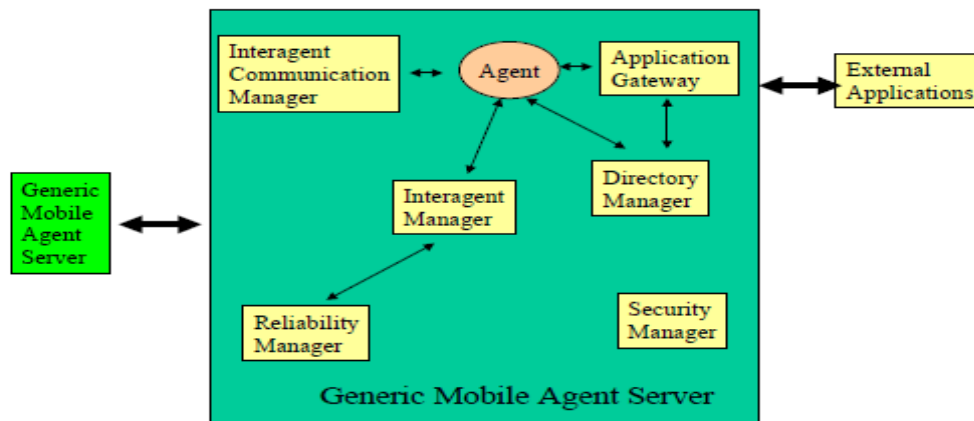 Interagent
Communication
Manager
Agent
Application
Gateway
External
Applications
Generic
Mobile
Agent
Server
Interagent
Manager
Directory
Manager
Reliability
Manager
Security
Manager
Generic Mobile Agent Server